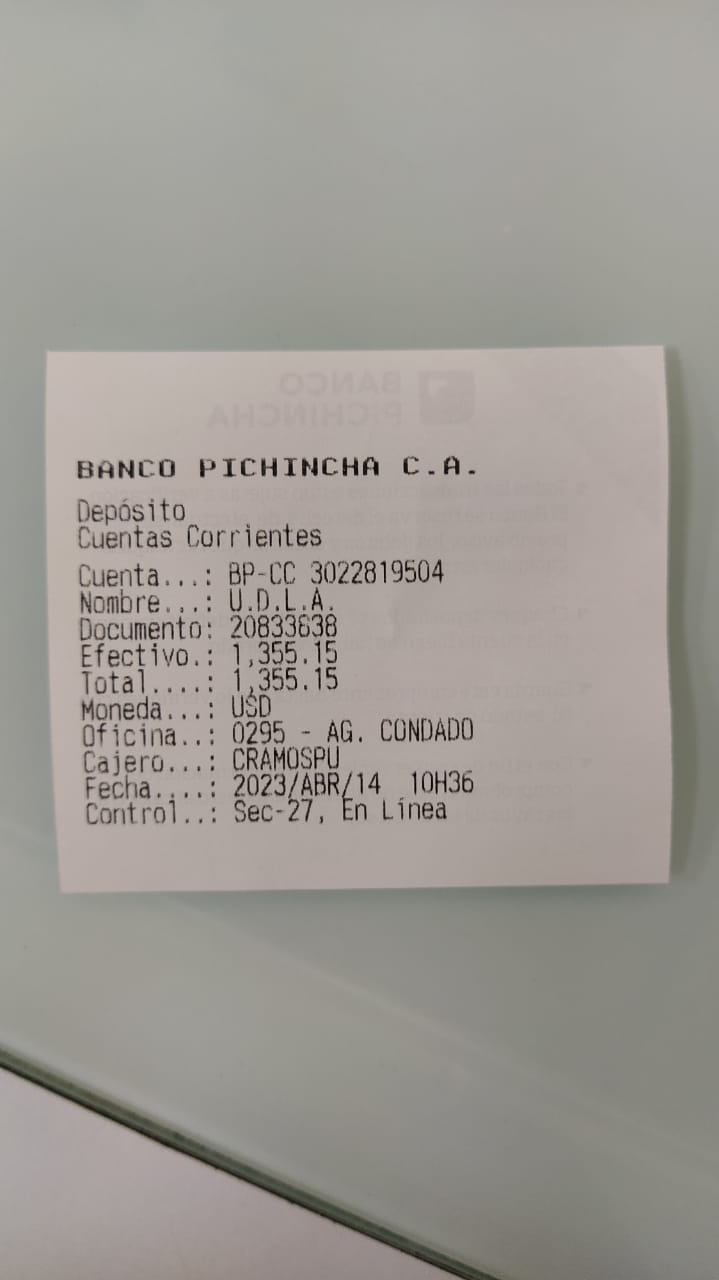 BANCO PICHINCHA
BANCO PICHINCHA C.A.
Depósito
Cuentas Corrientes
Cuenta...: BP-CC 3022819504
Nombre...: U.D.L.A.
Documento: 20833638
Efectivo.: 1,355.15
Total....: 1,355.15
Moneda...: USD
Oficina..: 0295 - AG. CONDADO
Cajero...: CRAMOSPU
Fecha....: 2023/ABR/14 10H36
Control..: Sec-27, En Línea